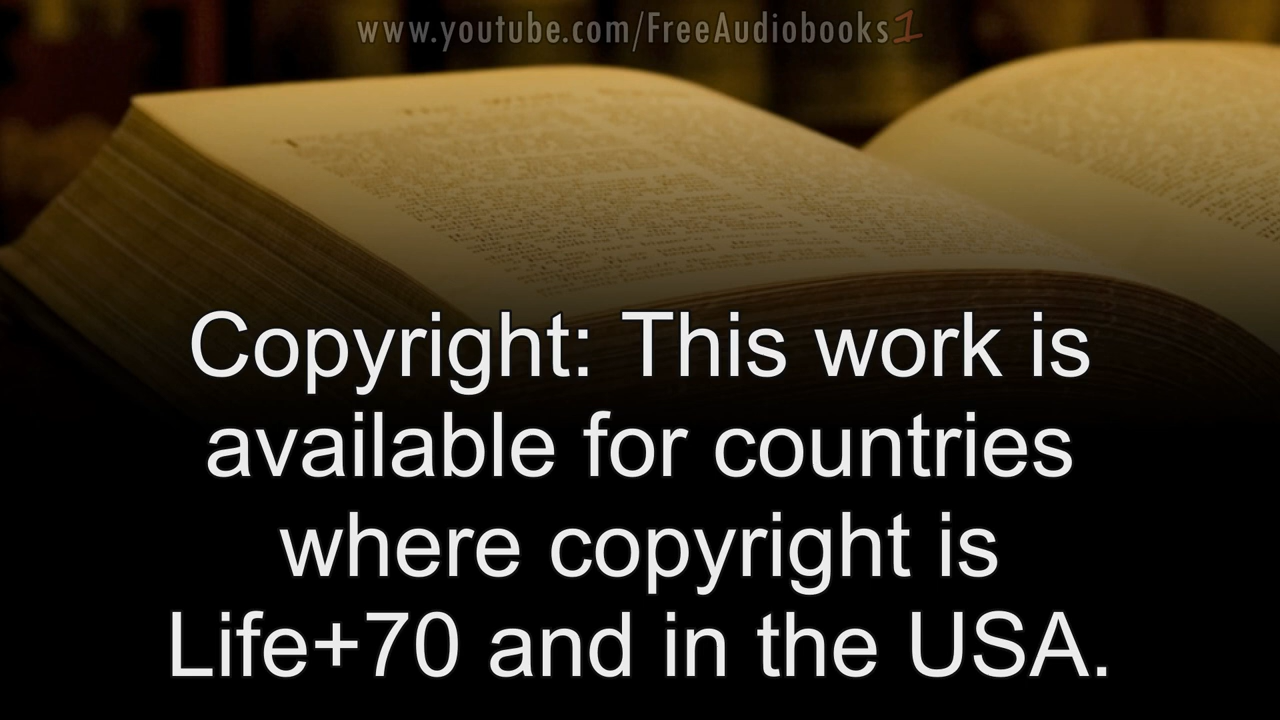 www.youtube.com/FreeAudiobooks1
Copyright: This work is
available for countries
where copyright is
Life+70 and in the USA.